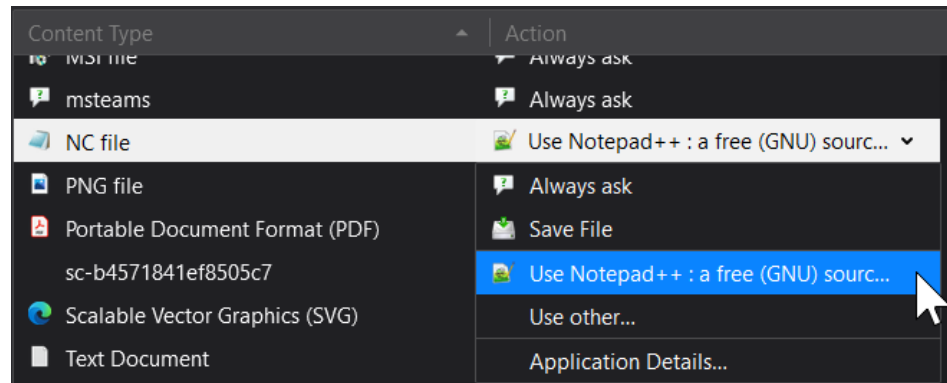 Content Type Action
MSI file Always ask
msteams Always ask
NC file Use Notepad++ : a free (GNU) sourc...
PNG file Always ask
Portable Document Format (PDF) Save File
sc-b4571841ef8505c7 Use Notepad++ : a free (GNU) sourc...
Scalable Vector Graphics (SVG) Use other...
Text Document Application Details...